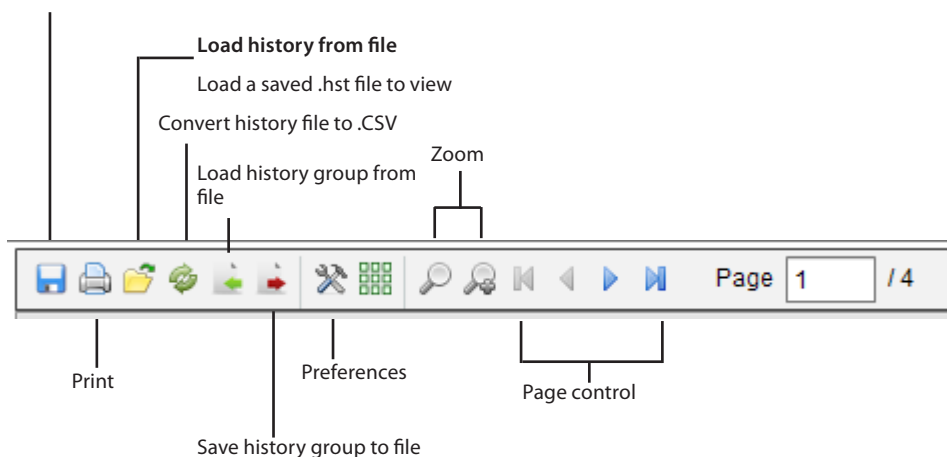 Load history from file
Load a saved .hst file to view
Convert history file to .CSV
Zoom
Load history group from
file
Page 1 / 4
Print
Preferences
Page control
Save history group to file